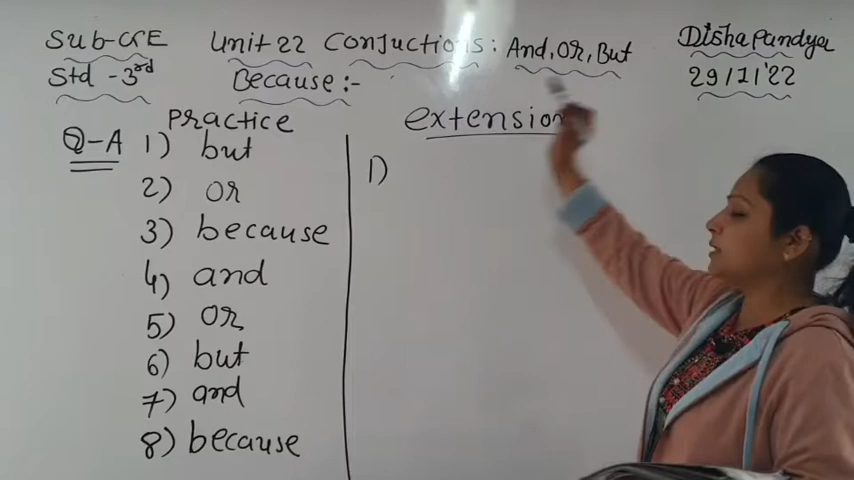 Sub-CRE Unit 22 Conjuctions: And, Or, But Disha Pandya
Std - 3rd Because :- 29/11/'22
Practice
Q-A 1) but
2) or
3) because
4) and
5) or
6) but
7) and
8) because
extension
1)